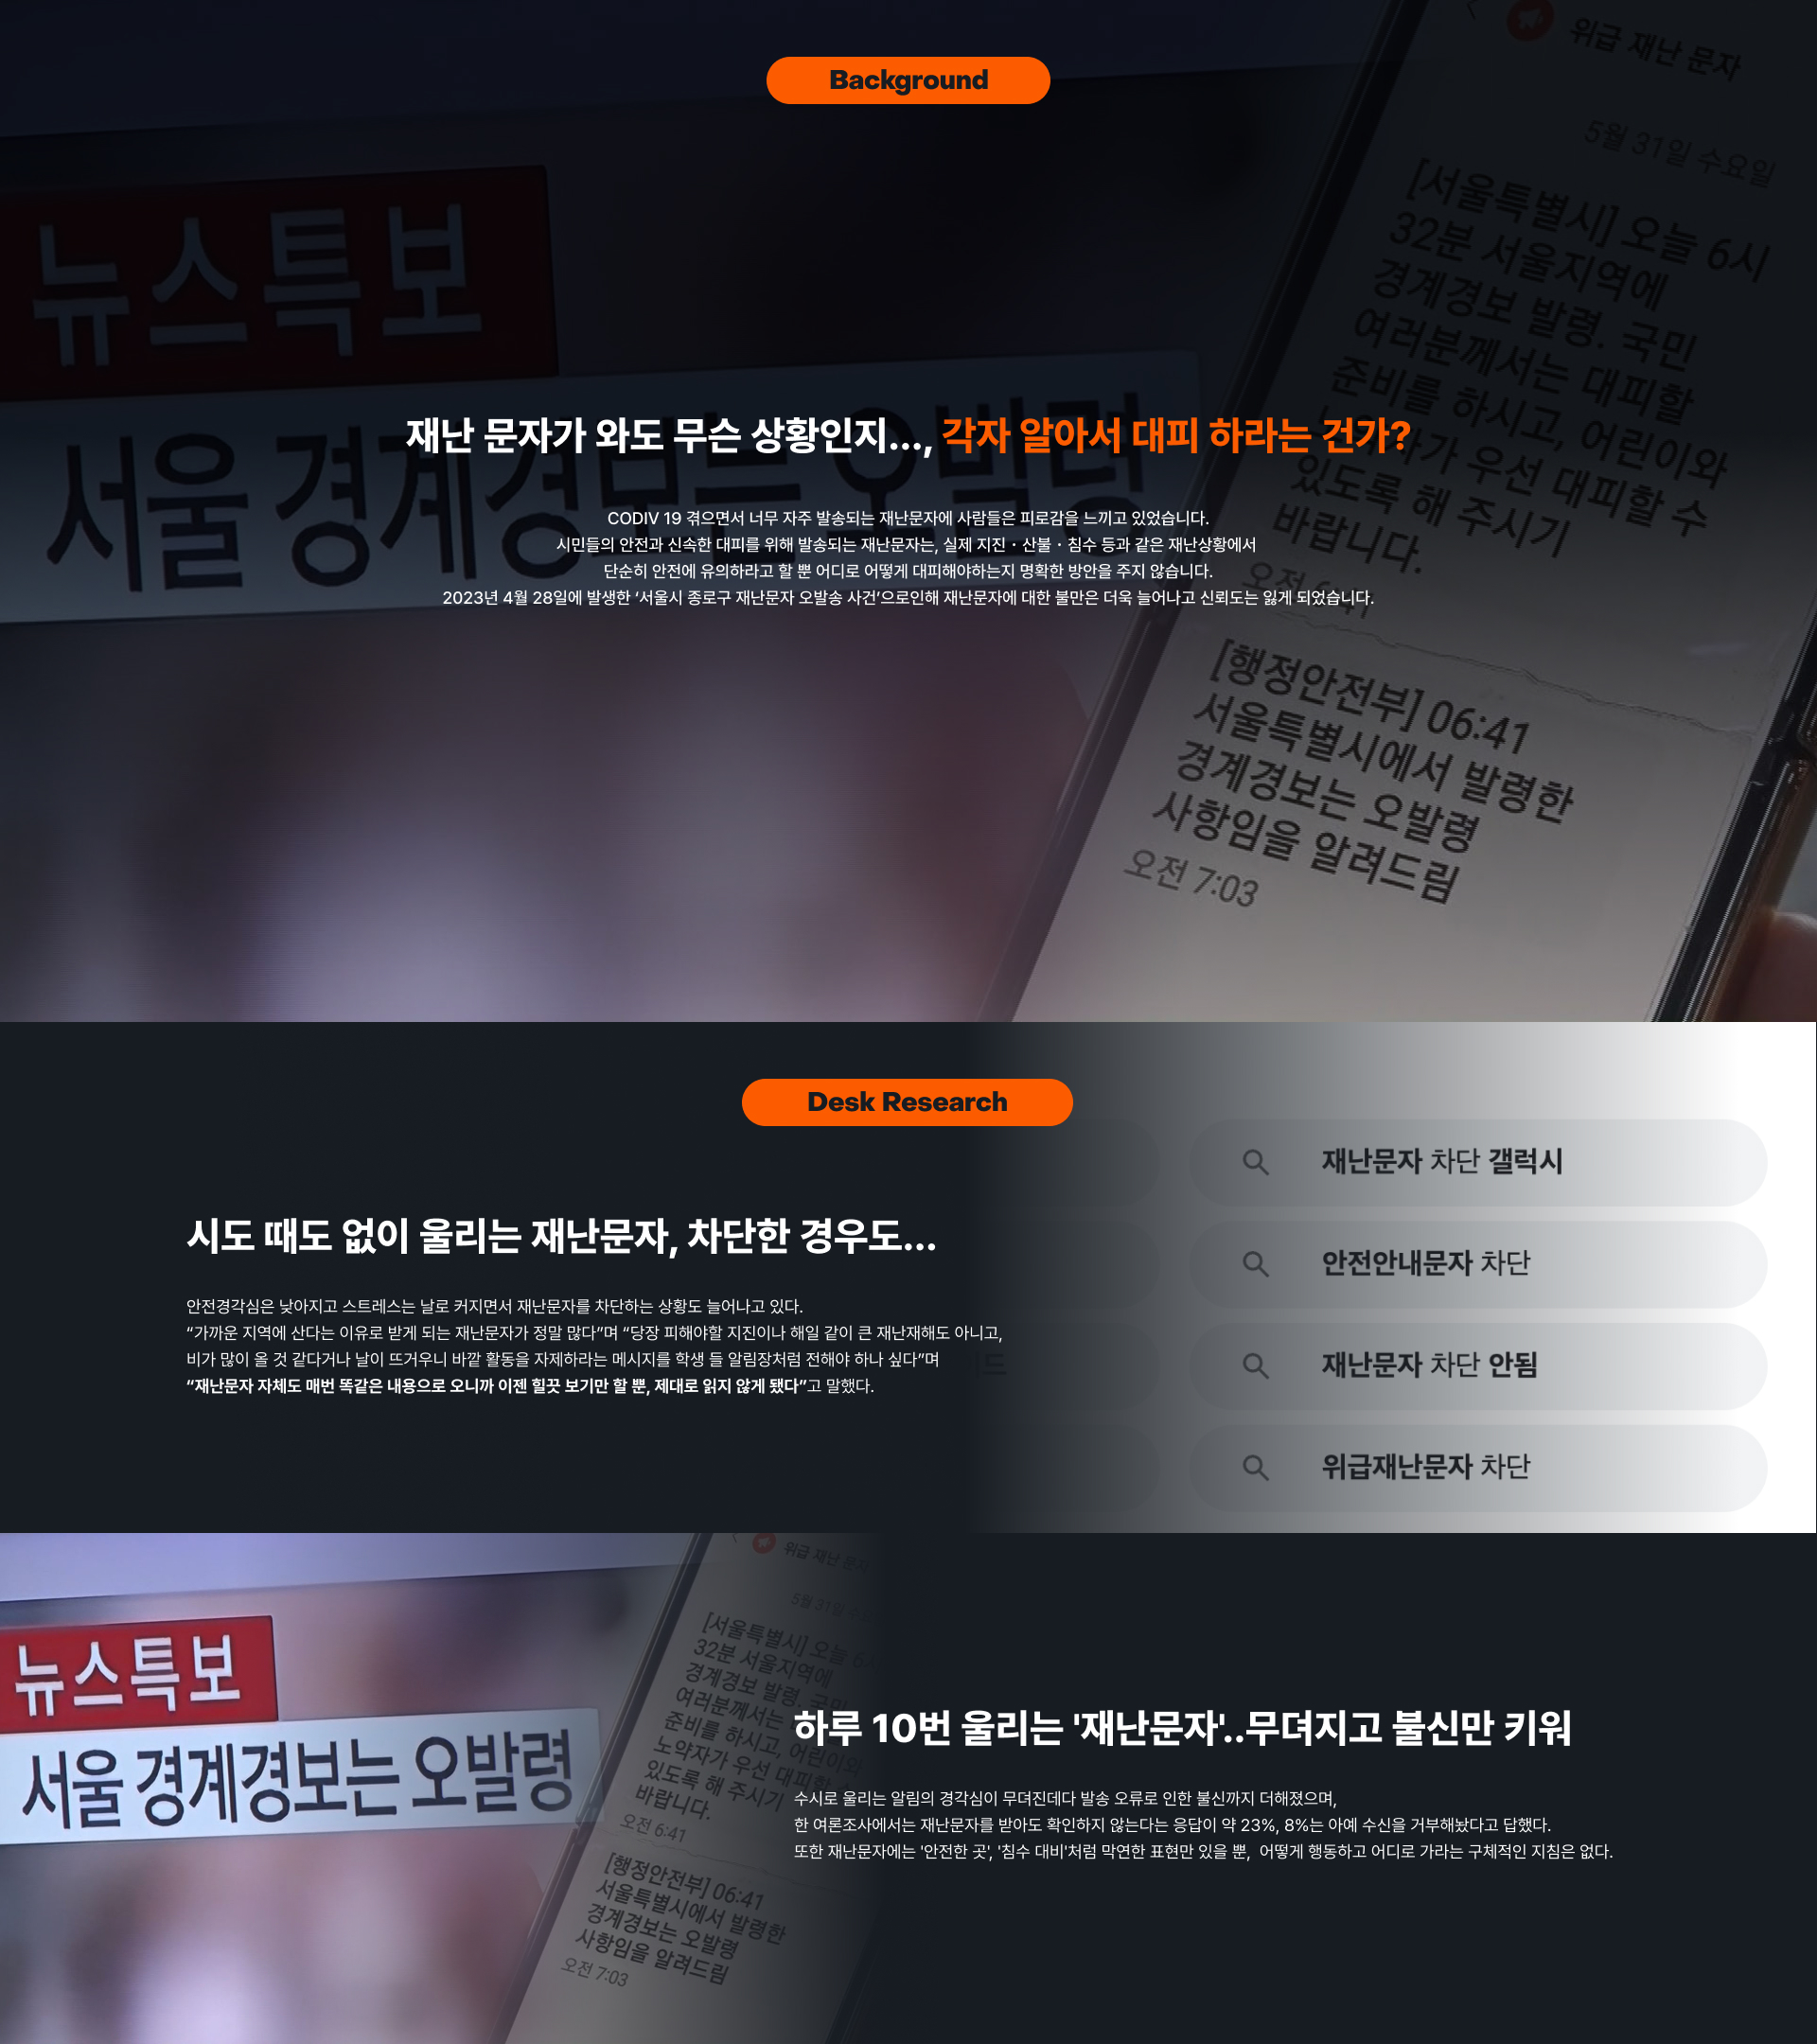 Background
위급 재난 문자
5월 31일 수요일
[서울특별시] 오늘 6시
32분 서울지역에
경계경보 발령. 국민
여러분께서는 대피할
준비를 하시고, 어린이와
노약자가 우선 대피할 수
있도록 해 주시기
바랍니다.
오전 6:41
뉴스특보
서울 경계경보는 오발령
재난 문자가 와도 무슨 상황인지..., 각자 알아서 대피 하라는 건가?
CODIV 19 겪으면서 너무 자주 발송되는 재난문자에 사람들은 피로감을 느끼고 있었습니다.
시민들의 안전과 신속한 대피를 위해 발송되는 재난문자는, 실제 지진 · 산불 · 침수 등과 같은 재난상황에서
단순히 안전에 유의하라고 할 뿐 어디로 어떻게 대피해야하는지 명확한 방안을 주지 않습니다.
2023년 4월 28일에 발생한 ‘서울시 종로구 재난문자 오발송 사건’으로인해 재난문자에 대한 불만은 더욱 늘어나고 신뢰도는 잃게 되었습니다.
[행정안전부] 06:41
서울특별시에서 발령한
경계경보는 오발령
사항임을 알려드림
오전 7:03
Desk Research
시도 때도 없이 울리는 재난문자, 차단한 경우도...
안전경각심은 낮아지고 스트레스는 날로 커지면서 재난문자를 차단하는 상황도 늘어나고 있다.
“가까운 지역에 산다는 이유로 받게 되는 재난문자가 정말 많다”며 “당장 피해야할 지진이나 해일 같이 큰 재난재해도 아니고,
비가 많이 올 것 같다거나 날이 뜨거우니 바깥 활동을 자제하라는 메시지를 학생 들 알림장처럼 전해야 하나 싶다”며
“재난문자 자체도 매번 똑같은 내용으로 오니까 이젠 힐끗 보기만 할 뿐, 제대로 읽지 않게 됐다”고 말했다.
재난문자 차단 갤럭시
안전안내문자 차단
재난문자 차단 안됨
위급재난문자 차단
뉴스특보
서울 경계경보는 오발령
위급 재난 문자
5월 31일
[서울특별시] 오늘 6시
32분 서울지역에
경계경보 발령. 국민
여러분께서는
준비를 하시고, 어린이와
노약자가 우선 대피할
있도록 해 주시기
바랍니다.
오전 6:41
[행정안전부] 06:41
서울특별시에서 발령한
경계경보는 오발령
사항임을 알려드림
오전 7:03
하루 10번 울리는 '재난문자'..무뎌지고 불신만 키워
수시로 울리는 알림의 경각심이 무뎌진데다 발송 오류로 인한 불신까지 더해졌으며,
한 여론조사에서는 재난문자를 받아도 확인하지 않는다는 응답이 약 23%, 8%는 아예 수신을 거부해놨다고 답했다.
또한 재난문자에는 '안전한 곳', '침수 대비'처럼 막연한 표현만 있을 뿐, 어떻게 행동하고 어디로 가라는 구체적인 지침은 없다.